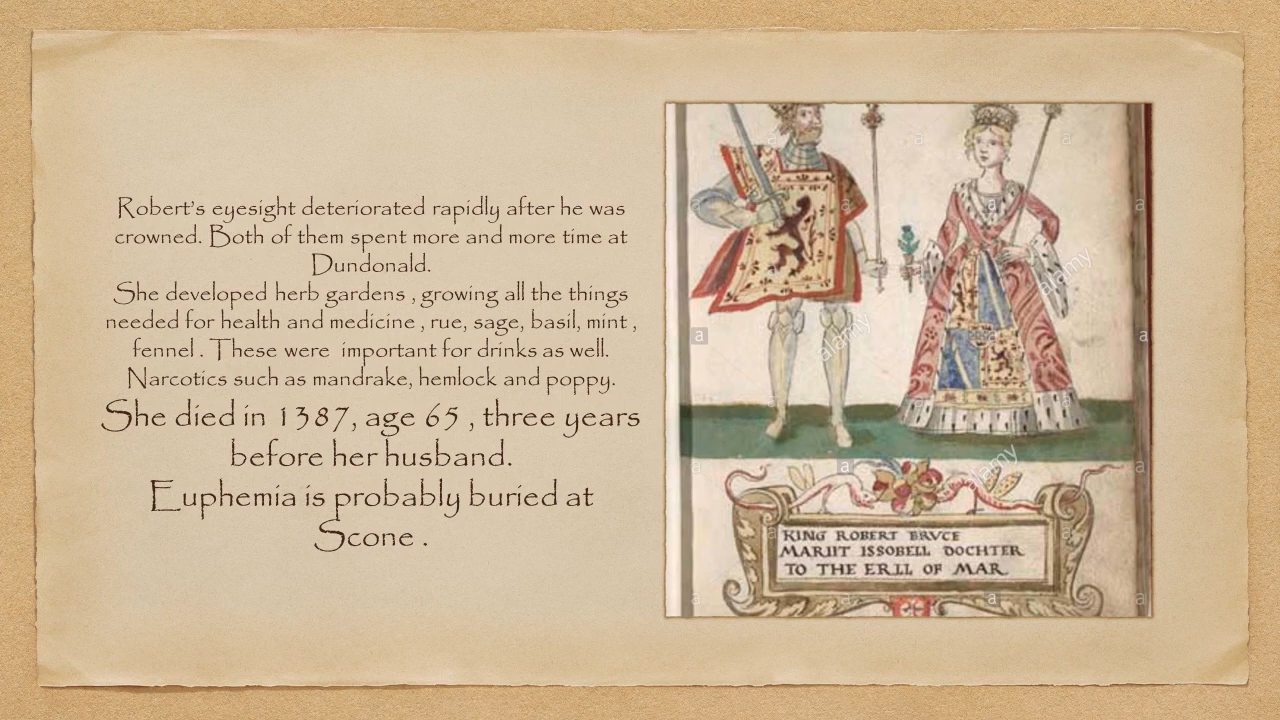 Robert's eyesight deteriorated rapidly after he was
crowned. Both of them spent more and more time at
Dundonald.
She developed herb gardens , growing all the things
needed for health and medicine , rue, sage, basil, mint ,
fennel . These were  important for drinks as well.
Narcotics such as mandrake, hemlock and poppy.
She died in 1387, age 65 , three years
before her husband.
Euphemia is probably buried at
Scone .
alamy
alamy
alamy
KING ROBERT BRVCE
MARIIT ISSOBELL DOCHTER
TO THE ERLL OF MAR